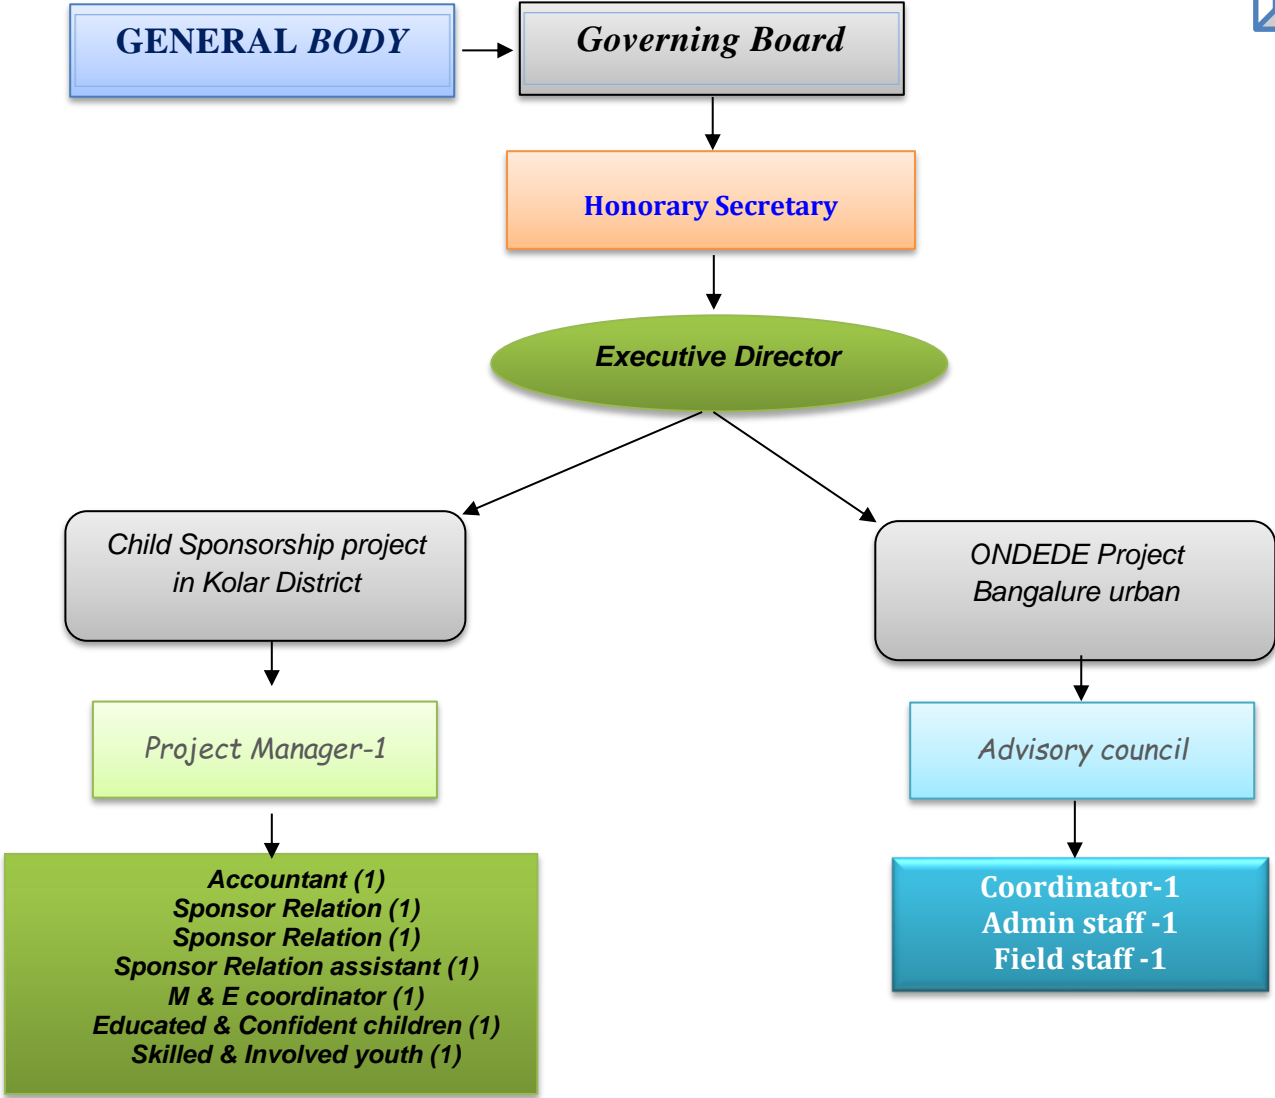 GENERAL BODY
Governing Board
Honorary Secretary
Executive Director
Child Sponsorship project
in Kolar District
ONDEDE Project
Bangalure urban
Project Manager-1
Advisory council
Accountant (1)
Sponsor Relation (1)
Sponsor Relation (1)
Sponsor Relation assistant (1)
M & E coordinator (1)
Educated & Confident children (1)
Skilled & Involved youth (1)
Coordinator-1
Admin staff -1
Field staff -1